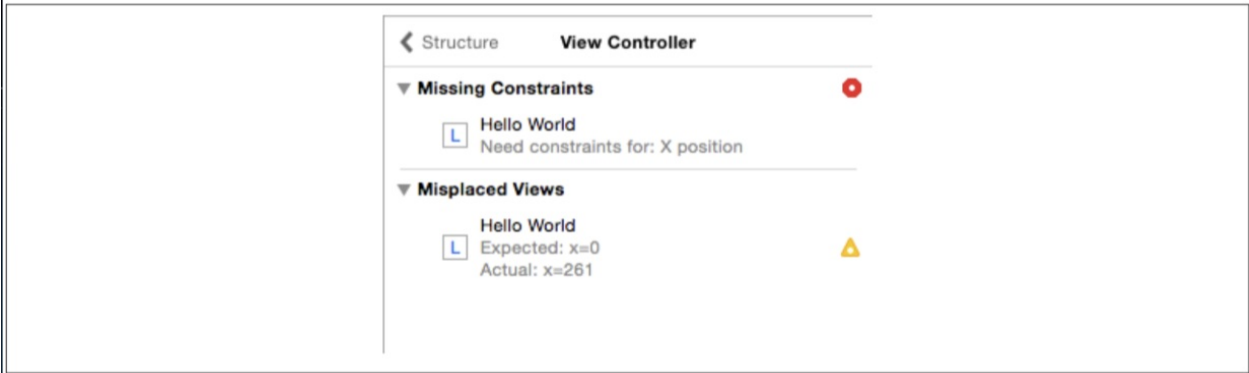 Structure View Controller
Missing Constraints
L Hello World
Need constraints for: X position
Misplaced Views
Hello World
L Expected: x=0
Actual: x=261